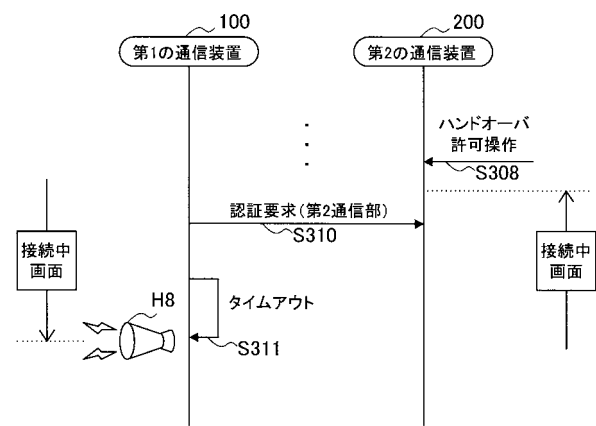 100
200
第1の通信装置
第2の通信装置
ハンドオーバ
許可操作
S308
認証要求(第2通信部)
S310
接続中
画面
接続中
画面
H8
タイムアウト
S311